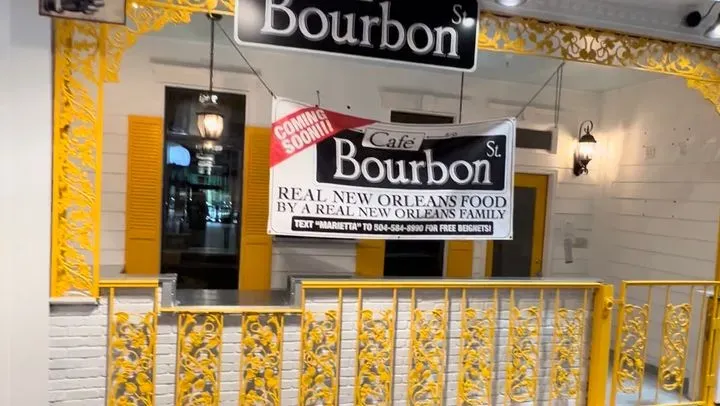 Bourbon St.
COMING
SOON!!
Café
Bourbon St.
REAL NEW ORLEANS FOOD
BY A REAL NEW ORLEANS FAMILY
TEXT "MARIETTA" TO 504-584-8990 FOR FREE BEIGNETS!